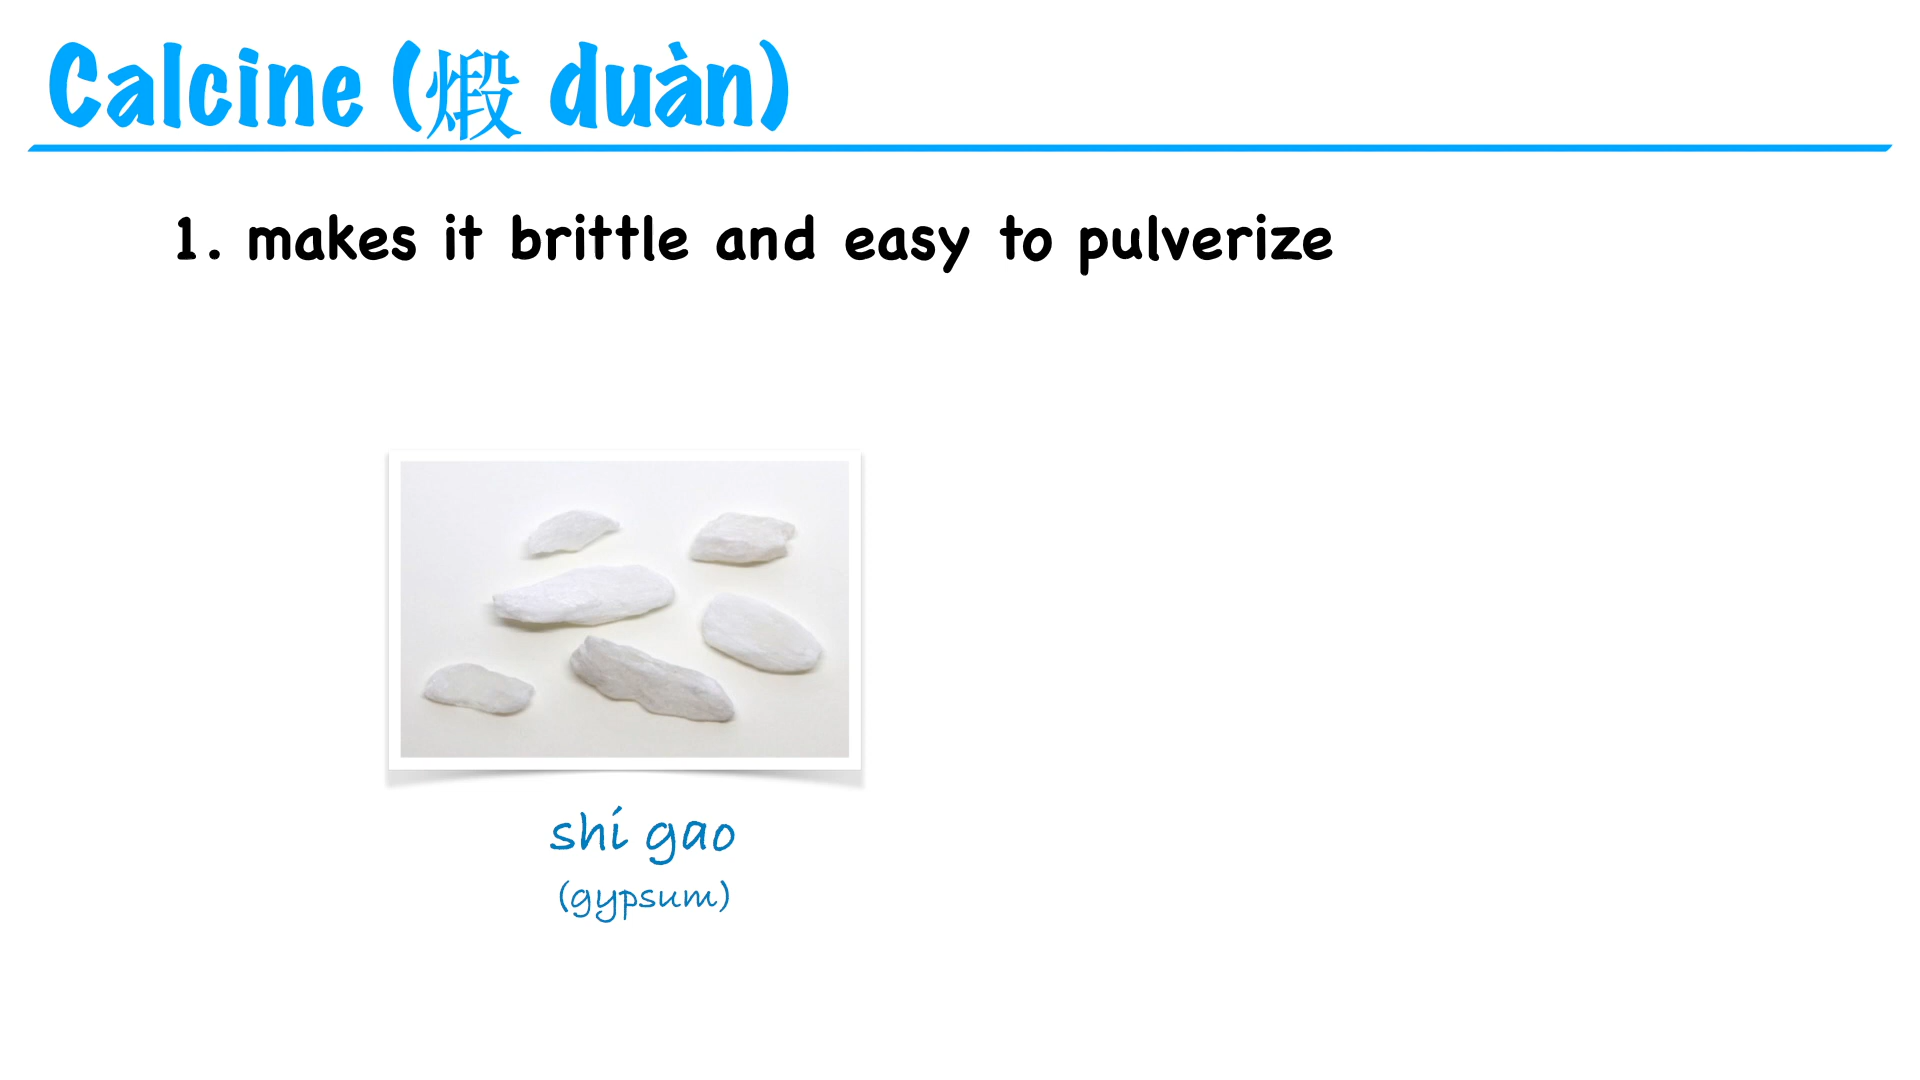 Calcine (煅 duàn)
1. makes it brittle and easy to pulverize
shi gao
(gypsum)